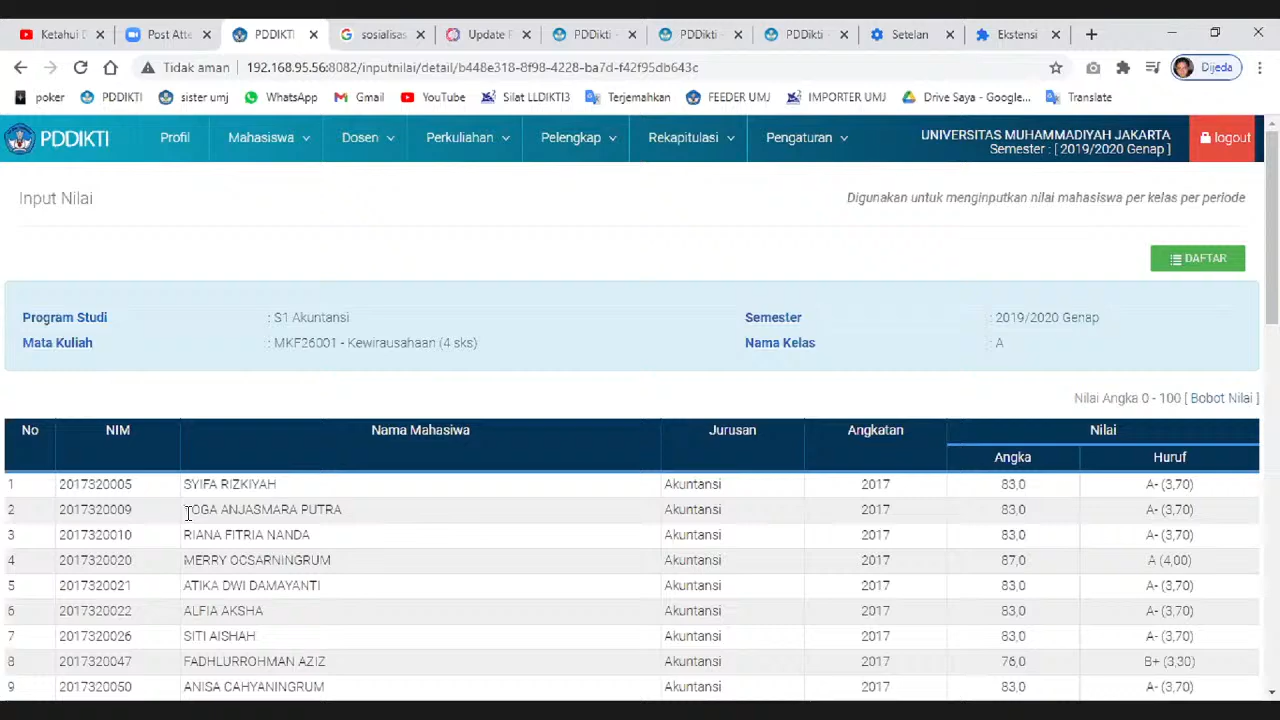 Ketahui D
Post Atte
PDDIKTI
sosialisas
Update F
PDDikti -
PDDikti -
PDDikti -
Setelan
Ekstensi
Tidak aman
192.168.95.56:8082/inputnilai/detail/b448e318-8f98-4228-ba7d-f42f95db643c
Dijeda
poker
PDDIKTI
sister umj
WhatsApp
Gmail
YouTube
Silat LLDIKTI3
Terjemahkan
FEEDER UMJ
IMPORTER UMJ
Drive Saya - Google...
Translate
PDDIKTI
Profil
Mahasiswa
Dosen
Perkuliahan
Pelengkap
Rekapitulasi
Pengaturan
UNIVERSITAS MUHAMMADIYAH JAKARTA
Semester : [ 2019/2020 Genap ]
logout
Input Nilai
Digunakan untuk menginputkan nilai mahasiswa per kelas per periode
DAFTAR
Program Studi : S1 Akuntansi Semester : 2019/2020 Genap
Mata Kuliah : MKF26001 - Kewirausahaan (4 sks) Nama Kelas : A
Nilai Angka 0 - 100 [ Bobot Nilai ]
No NIM Nama Mahasiwa Jurusan Angkatan Nilai
Angka Huruf
1 2017320005 SYIFA RIZKIYAH Akuntansi 2017 83,0 A- (3,70)
2 2017320009 YOGA ANJASMARA PUTRA Akuntansi 2017 83,0 A- (3,70)
3 2017320010 RIANA FITRIA NANDA Akuntansi 2017 83,0 A- (3,70)
4 2017320020 MERRY OCSARNINGRUM Akuntansi 2017 87,0 A (4,00)
5 2017320021 ATIKA DWI DAMAYANTI Akuntansi 2017 83,0 A- (3,70)
6 2017320022 ALFIA AKSHA Akuntansi 2017 83,0 A- (3,70)
7 2017320026 SITI AISHAH Akuntansi 2017 83,0 A- (3,70)
8 2017320047 FADHLURROHMAN AZIZ Akuntansi 2017 76,0 B+ (3,30)
9 2017320050 ANISA CAHYANINGRUM Akuntansi 2017 83,0 A- (3,70)